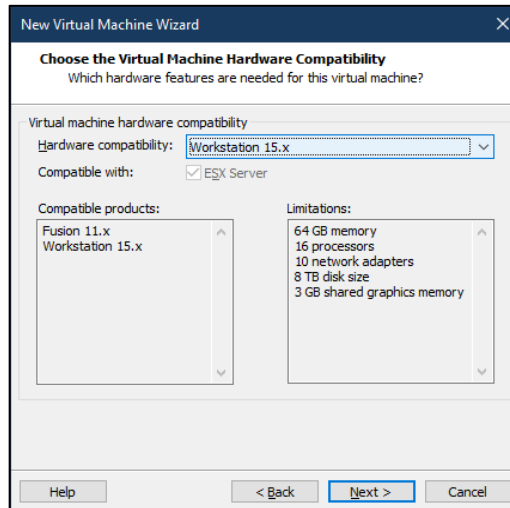 New Virtual Machine Wizard
Choose the Virtual Machine Hardware Compatibility
Which hardware features are needed for this virtual machine?
Virtual machine hardware compatibility
Hardware compatibility: Workstation 15.x
Compatible with: ESX Server
Compatible products:
Fusion 11.x
Workstation 15.x
Limitations:
64 GB memory
16 processors
10 network adapters
8 TB disk size
3 GB shared graphics memory
Help < Back Next > Cancel